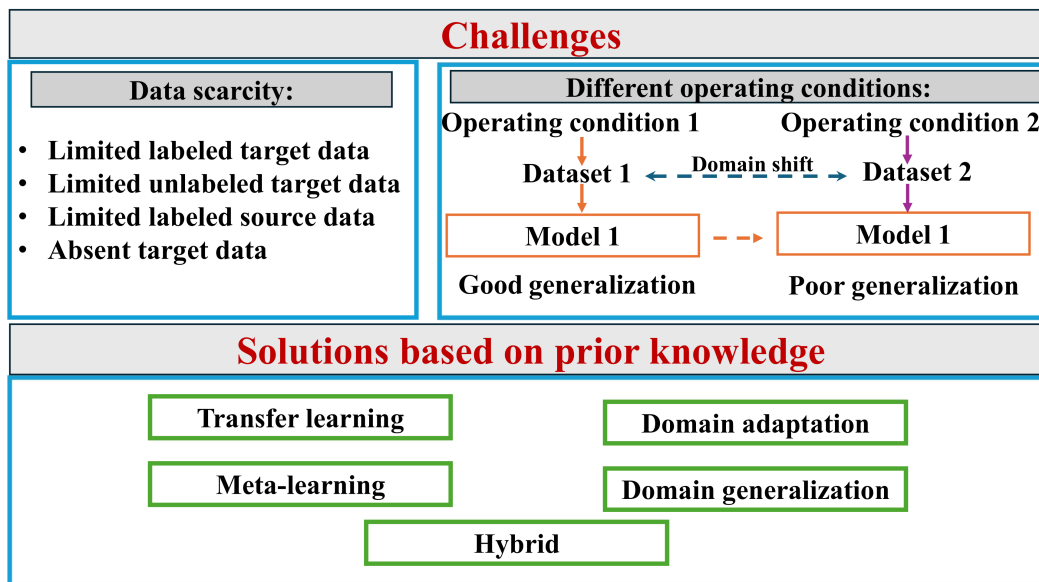 Challenges
Data scarcity:
• Limited labeled target data
• Limited unlabeled target data
• Limited labeled source data
• Absent target data
Different operating conditions:
Operating condition 1
Operating condition 2
Dataset 1
Domain shift
Dataset 2
Model 1
Model 1
Good generalization
Poor generalization
Solutions based on prior knowledge
Transfer learning
Domain adaptation
Meta-learning
Domain generalization
Hybrid